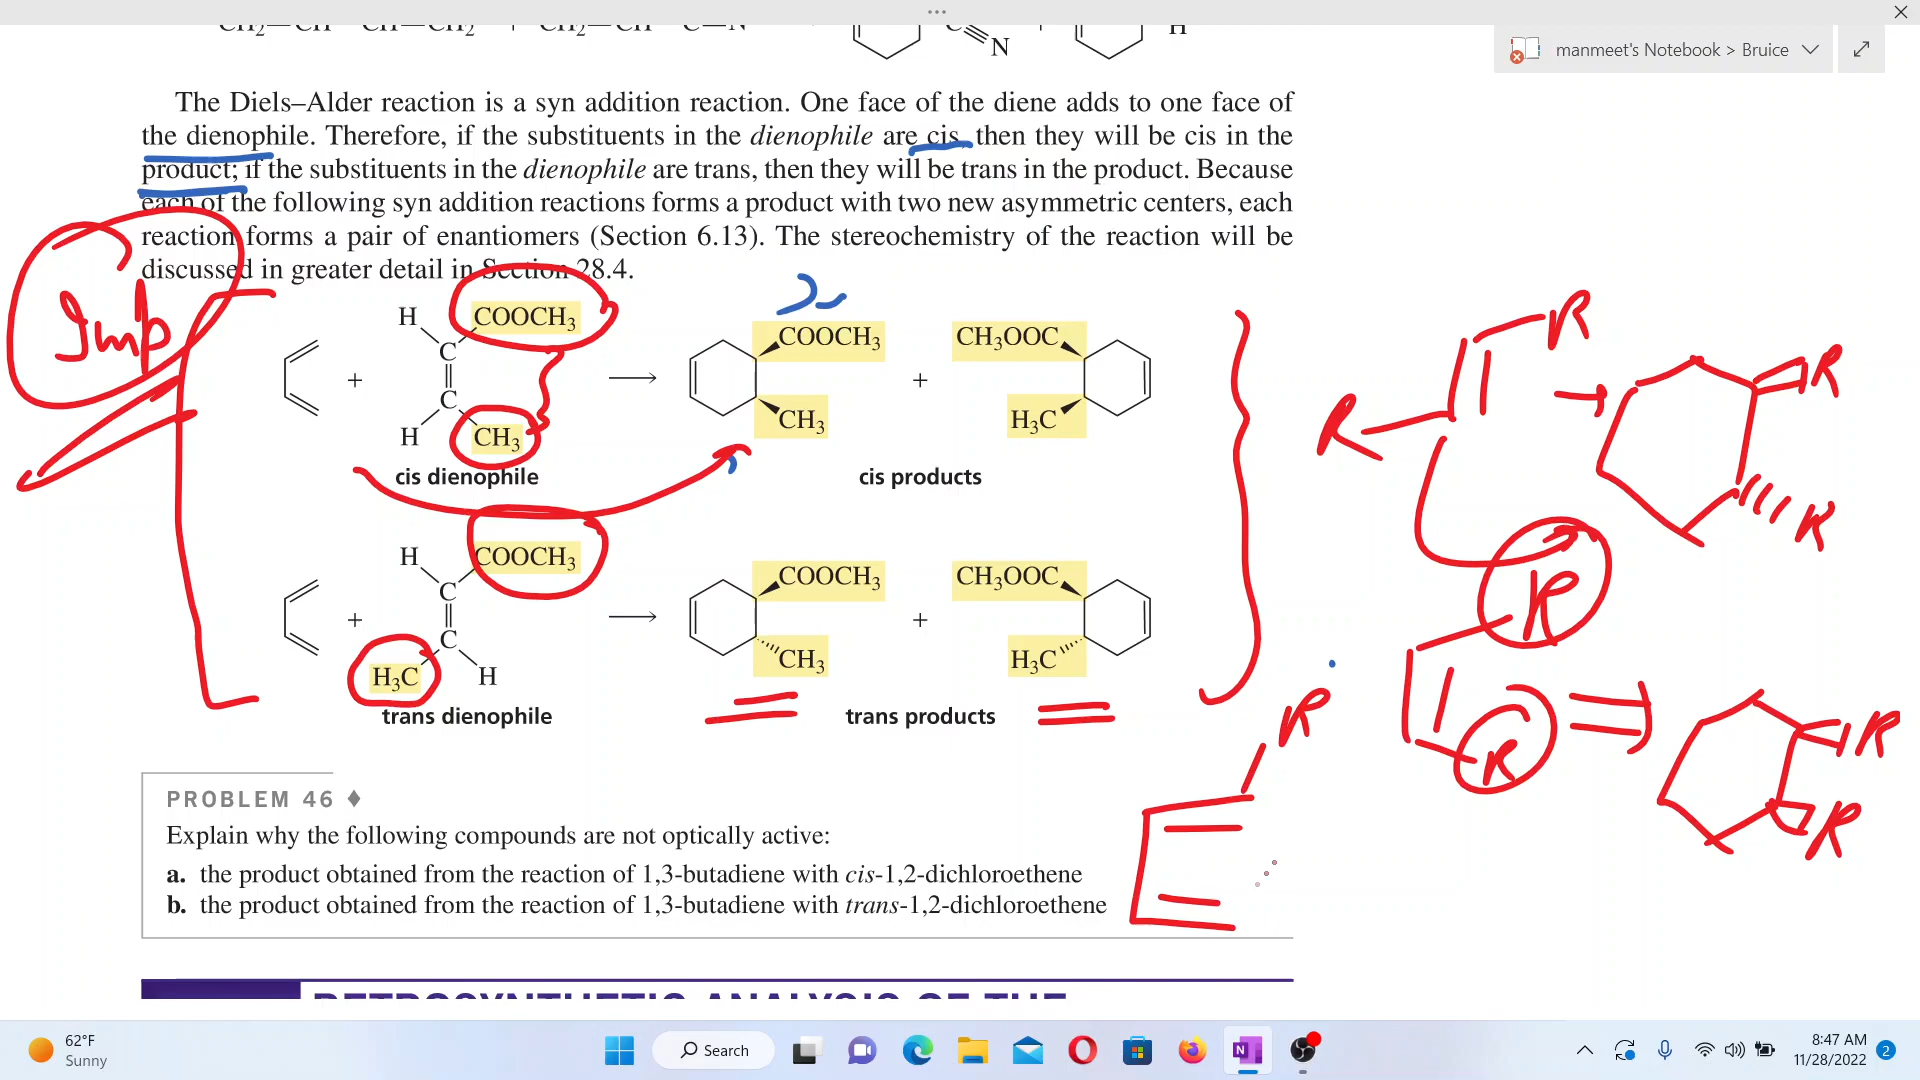 manmeet's Notebook > Bruice
N
H
The Diels–Alder reaction is a syn addition reaction. One face of the diene adds to one face of
the dienophile. Therefore, if the substituents in the dienophile are cis, then they will be cis in the
product; if the substituents in the dienophile are trans, then they will be trans in the product. Because
each of the following syn addition reactions forms a product with two new asymmetric centers, each
reaction forms a pair of enantiomers (Section 6.13). The stereochemistry of the reaction will be
discussed in greater detail in Section 28.4.
Imp
H COOCH3 COOCH3 CH3OOC
C
+ +
C
H CH3 CH3 H3C
cis dienophile cis products
R
R
R
R
H COOCH3 COOCH3 CH3OOC
C
+ +
C
H3C H CH3 H3C
trans dienophile trans products
R
R
R
R
R
PROBLEM 46 ♦
Explain why the following compounds are not optically active:
a. the product obtained from the reaction of 1,3-butadiene with cis-1,2-dichloroethene
b. the product obtained from the reaction of 1,3-butadiene with trans-1,2-dichloroethene
RETROSYNTHETIC ANALYSIS OF THE
62°F
Sunny
Search
N
8:47 AM
11/28/2022
2